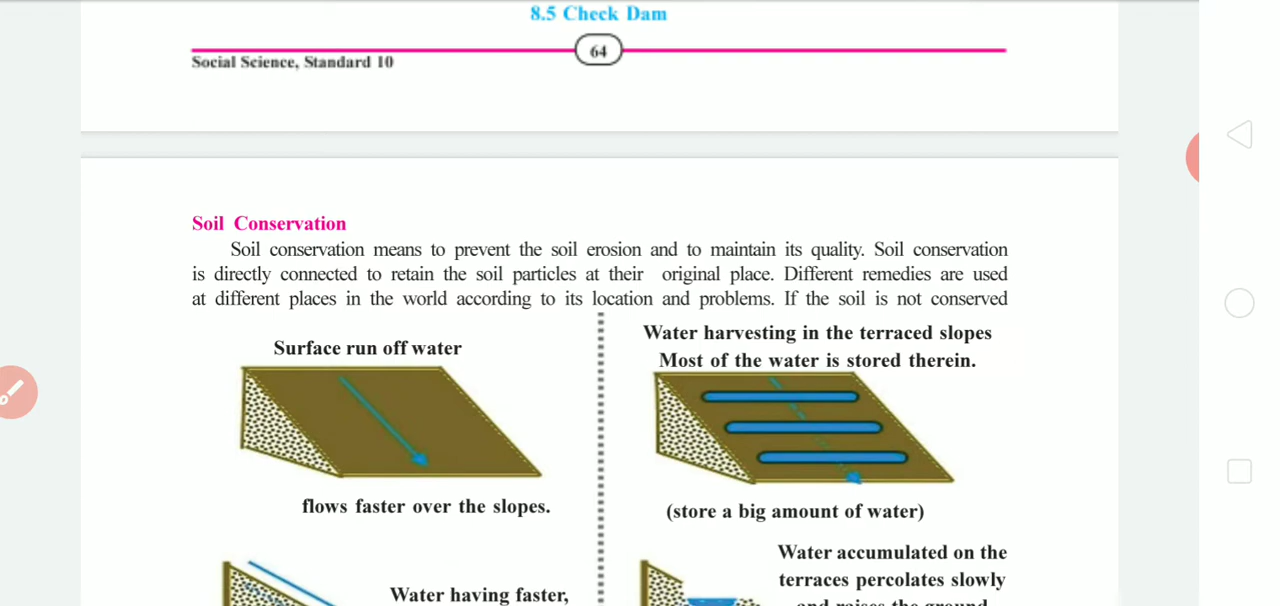 8.5 Check Dam
64
Social Science, Standard 10
Soil Conservation
Soil conservation means to prevent the soil erosion and to maintain its quality. Soil conservation
is directly connected to retain the soil particles at their original place. Different remedies are used
at different places in the world according to its location and problems. If the soil is not conserved
Surface run off water
flows faster over the slopes.
Water having faster,
Water harvesting in the terraced slopes
Most of the water is stored therein.
(store a big amount of water)
Water accumulated on the
terraces percolates slowly
and raises the ground